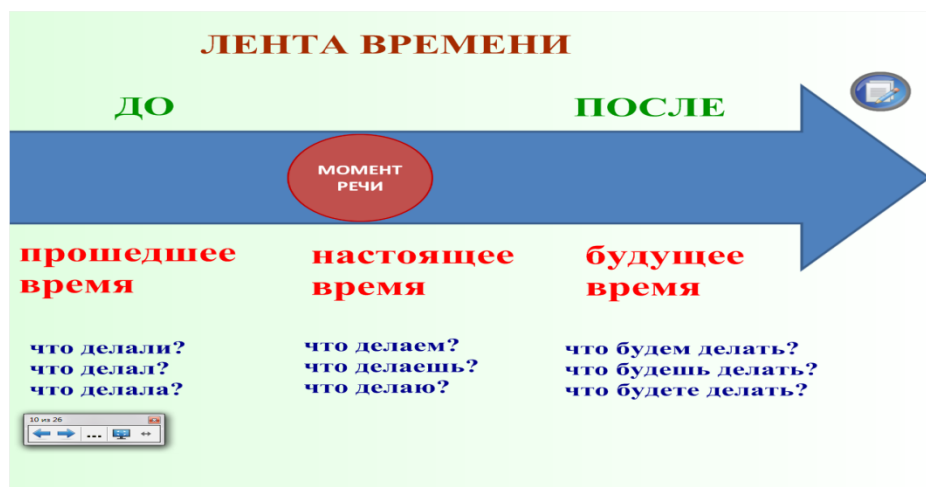 ЛЕНТА ВРЕМЕНИ
ДО
ПОСЛЕ
МОМЕНТ
РЕЧИ
прошедшее
время
настоящее
время
будущее
время
что делали?
что делал?
что делала?
что делаем?
что делаешь?
что делаю?
что будем делать?
что будешь делать?
что будете делать?
10 из 26